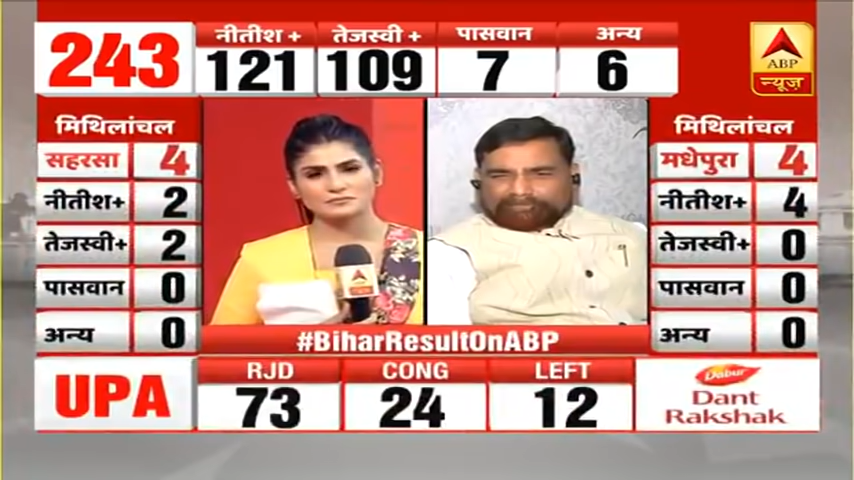 243
नीतीश + तेजस्वी + पासवान अन्य
121 109 7 6
ABP
न्यूज़
मिथिलांचल
सहरसा 4
नीतीश+ 2
तेजस्वी+ 2
पासवान 0
अन्य 0
मिथिलांचल
मधेपुरा 4
नीतीश+ 4
तेजस्वी+ 0
पासवान 0
अन्य 0
#BiharResultOnABP
UPA
RJD CONG LEFT
73 24 12
Dabur
Dant
Rakshak